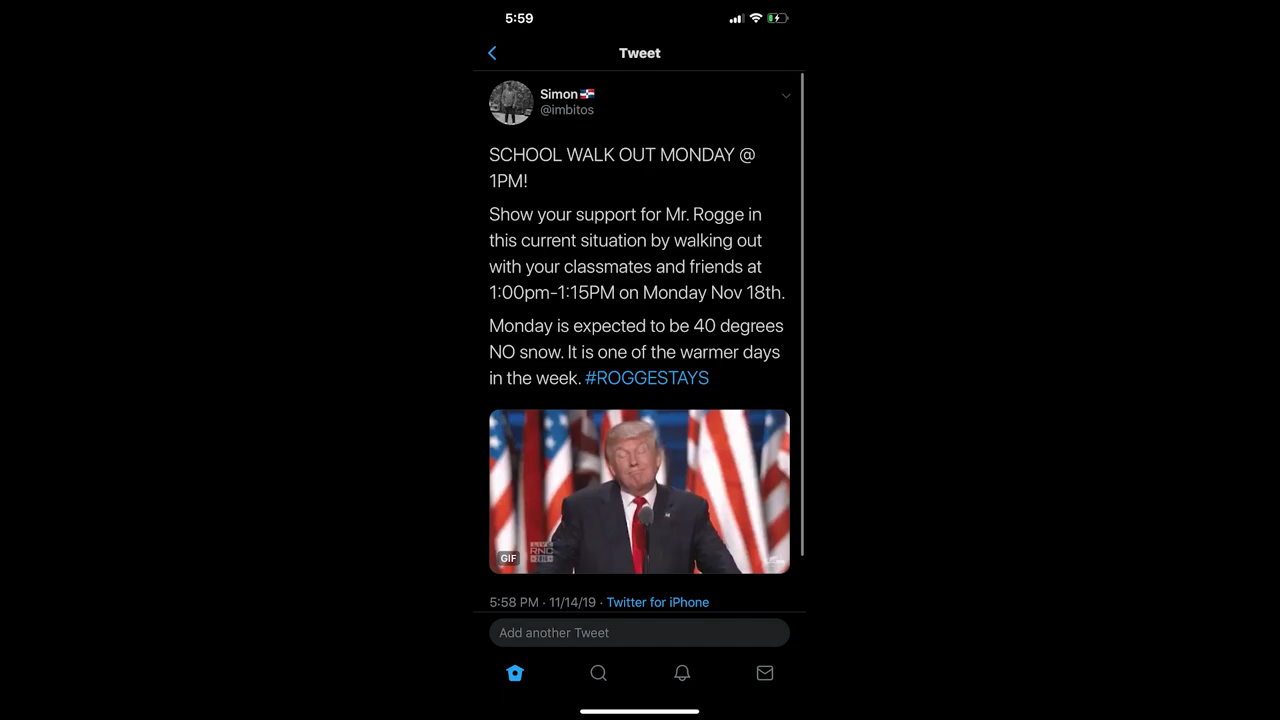 5:59
Tweet
Simon🇩🇴
@imbitos
SCHOOL WALK OUT MONDAY @
1PM!
Show your support for Mr. Rogge in
this current situation by walking out
with your classmates and friends at
1:00pm-1:15PM on Monday Nov 18th.
Monday is expected to be 40 degrees
NO snow. It is one of the warmer days
in the week. #ROGGESTAYS
GIF
RNC
5:58 PM · 11/14/19 · Twitter for iPhone
Add another Tweet